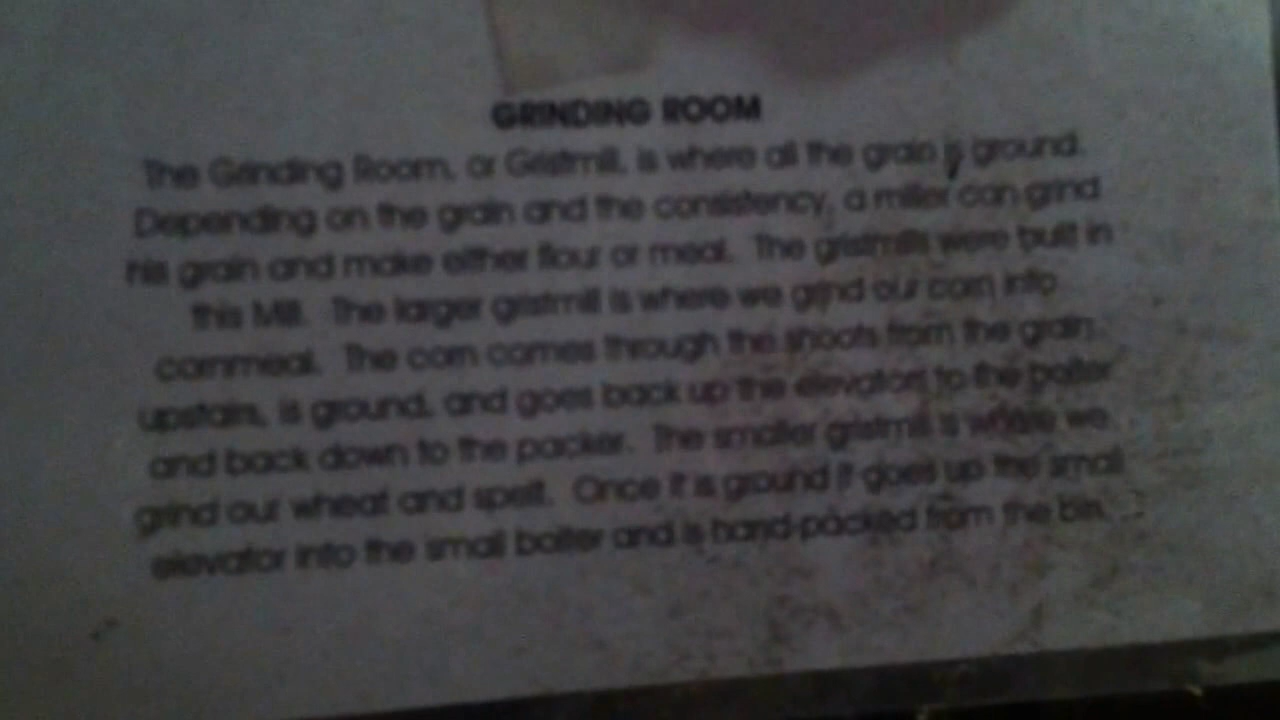 GRINDING ROOM
The Grinding Room, or Gristmill, is where all the grain is ground.
Depending on the grain and the consistency, a miller can grind
his grain and make either flour or meal. The gristmills were built in
this Mill. The larger gristmill is where we grind our corn into
cornmeal. The corn comes through the shoots from the grain
upstairs, is ground, and goes back up the elevators to the bolter
and back down to the packer. The smaller gristmill is where we
grind our wheat and spelt. Once it is ground it goes up the small
elevator into the small bolter and is hand-packed from the bin.